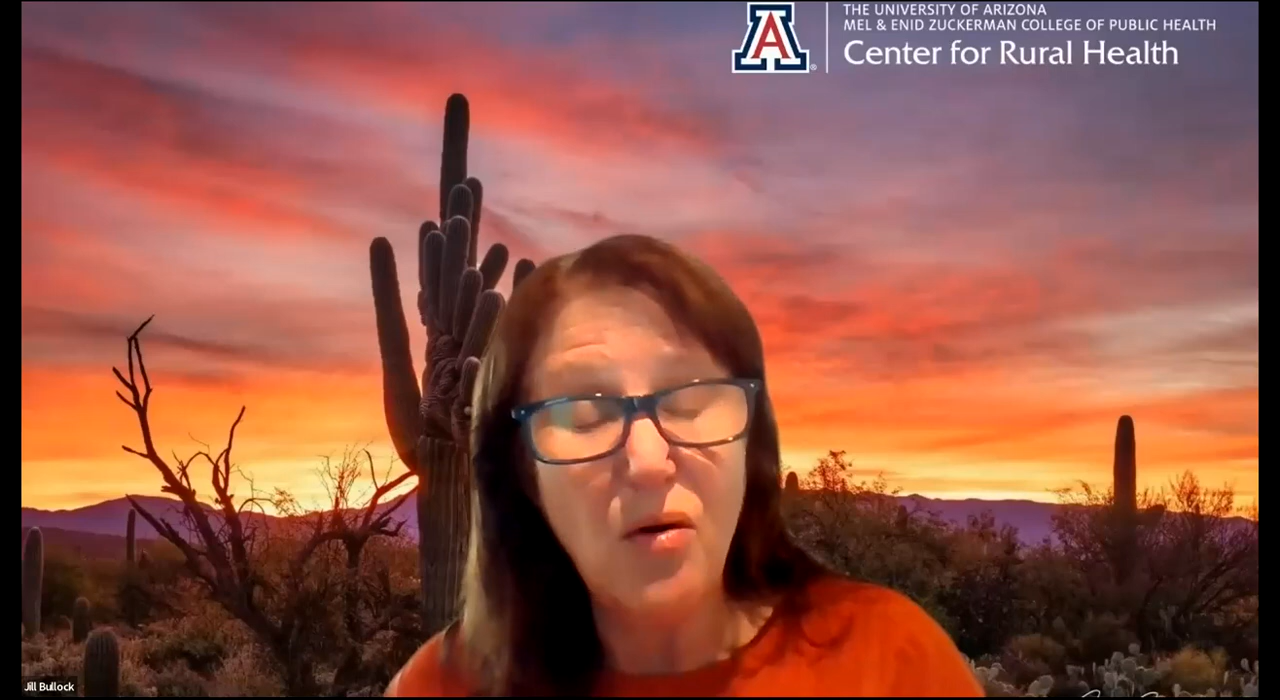 THE UNIVERSITY OF ARIZONA
MEL & ENID ZUCKERMAN COLLEGE OF PUBLIC HEALTH
Center for Rural Health
A
®
Jill Bullock